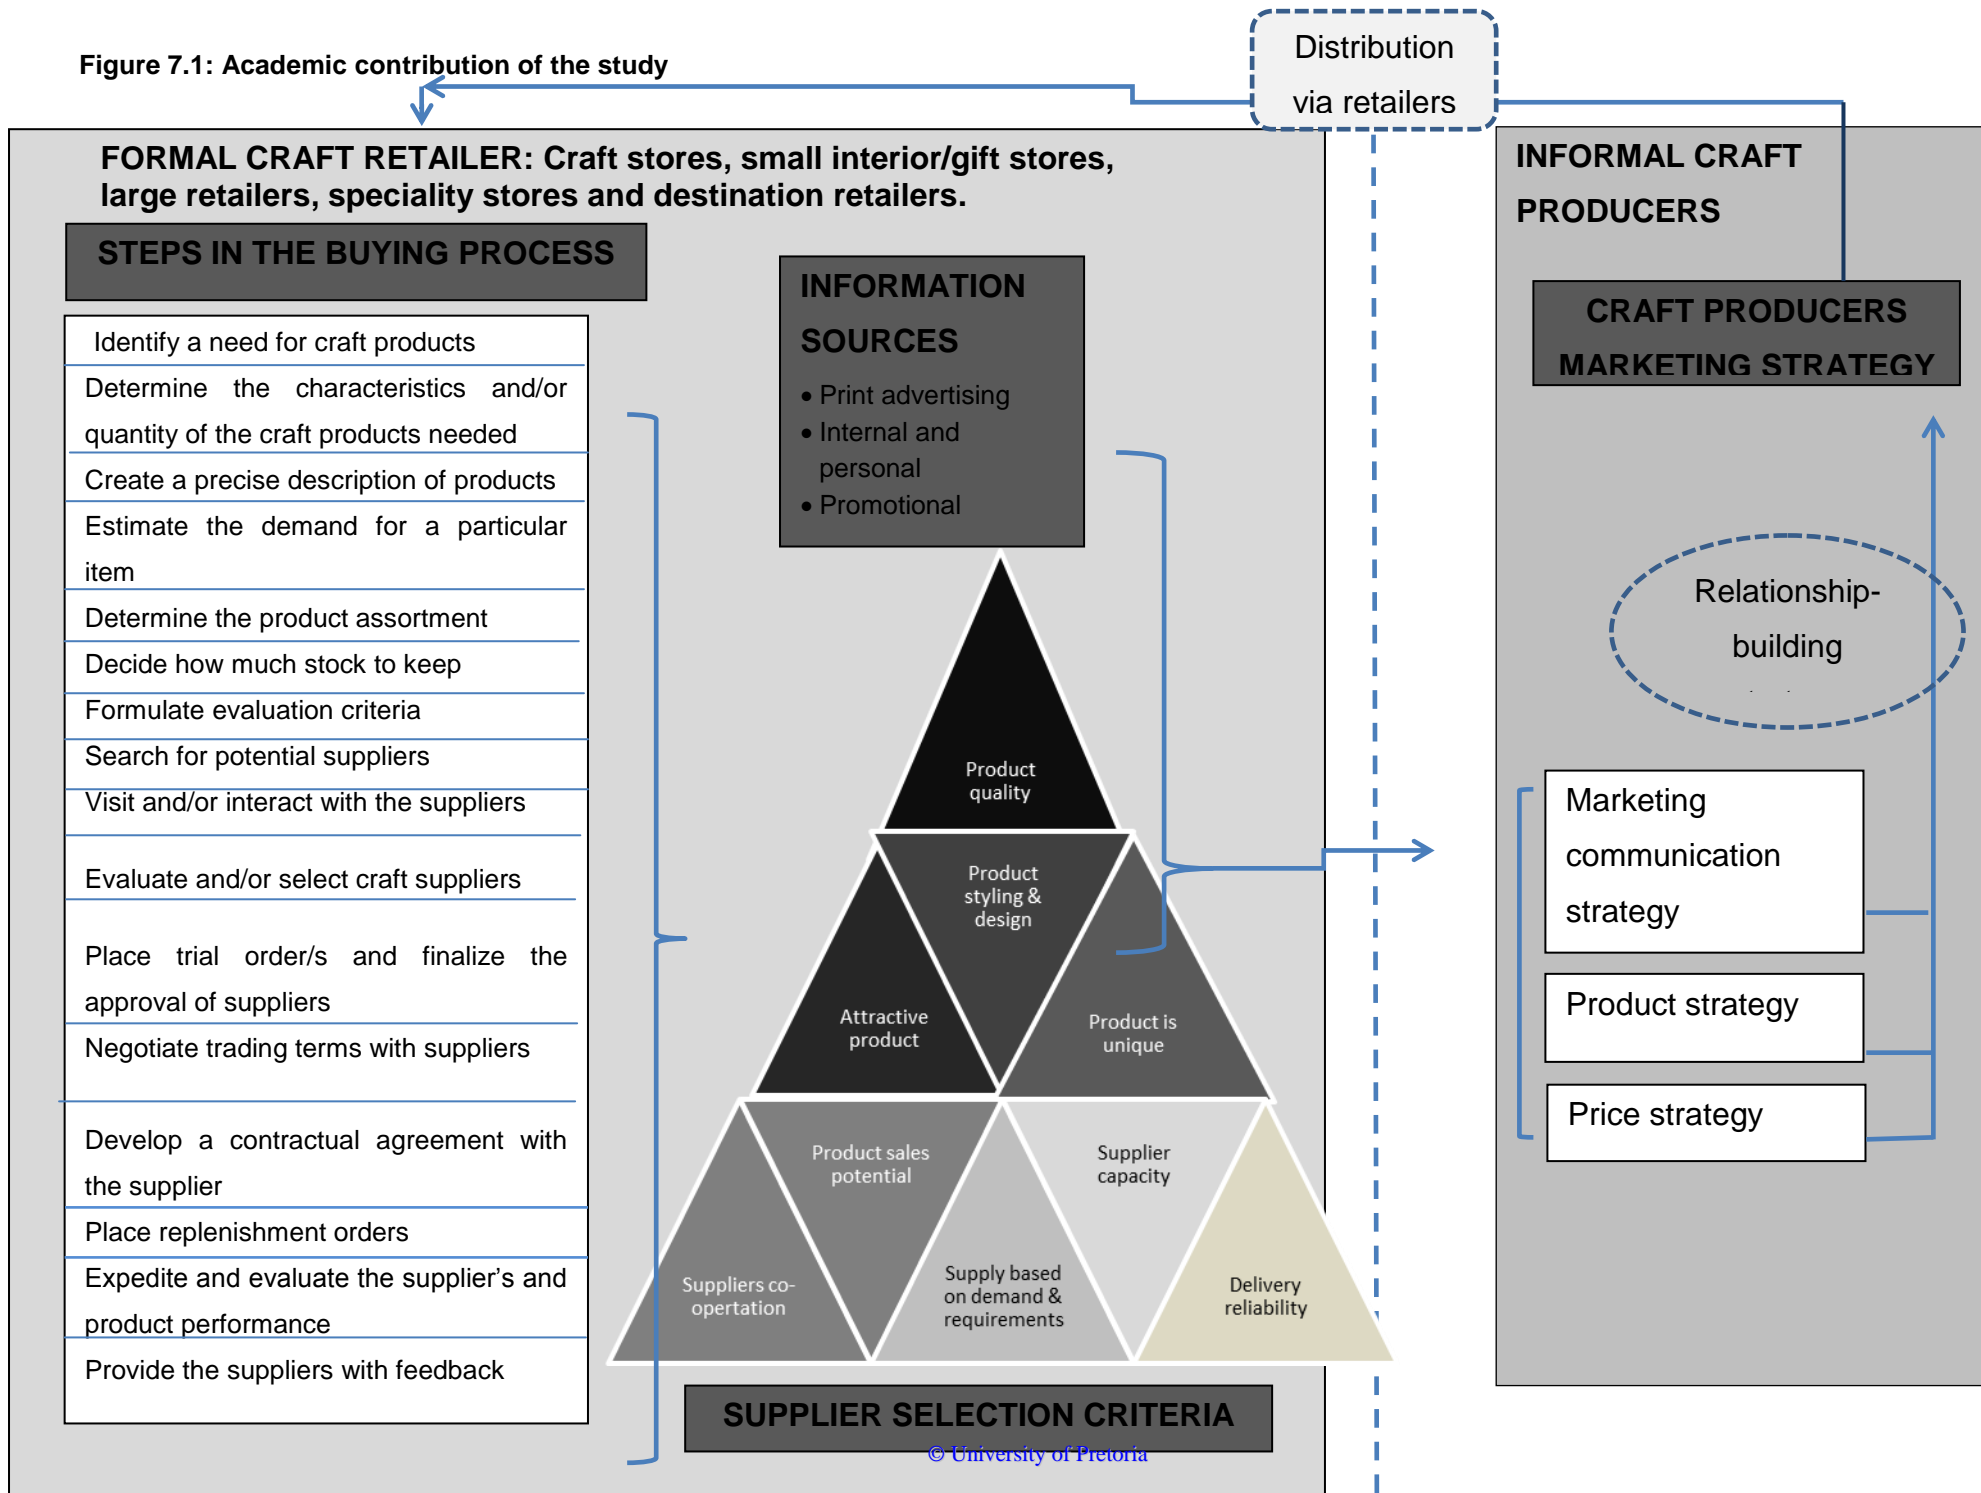 Figure 7.1: Academic contribution of the study
Distribution
via retailers
FORMAL CRAFT RETAILER: Craft stores, small interior/gift stores,
large retailers, speciality stores and destination retailers.
STEPS IN THE BUYING PROCESS
Identify a need for craft products
Determine the characteristics and/or
quantity of the craft products needed
Create a precise description of products
Estimate the demand for a particular
item
Determine the product assortment
Decide how much stock to keep
Formulate evaluation criteria
Search for potential suppliers
Visit and/or interact with the suppliers
Evaluate and/or select craft suppliers
Place trial order/s and finalize the
approval of suppliers
Negotiate trading terms with suppliers
Develop a contractual agreement with
the supplier
Place replenishment orders
Expedite and evaluate the supplier's and
product performance
Provide the suppliers with feedback
INFORMATION
SOURCES
• Print advertising
• Internal and
personal
• Promotional
Product
quality
Product
styling &
design
Attractive
product
Product is
unique
Product sales
potential
Supplier
capacity
Suppliers co-
opertation
Supply based
on demand &
requirements
Delivery
reliability
SUPPLIER SELECTION CRITERIA
© University of Pretoria
INFORMAL CRAFT
PRODUCERS
CRAFT PRODUCERS
MARKETING STRATEGY
Relationship-
building
Marketing
communication
strategy
Product strategy
Price strategy